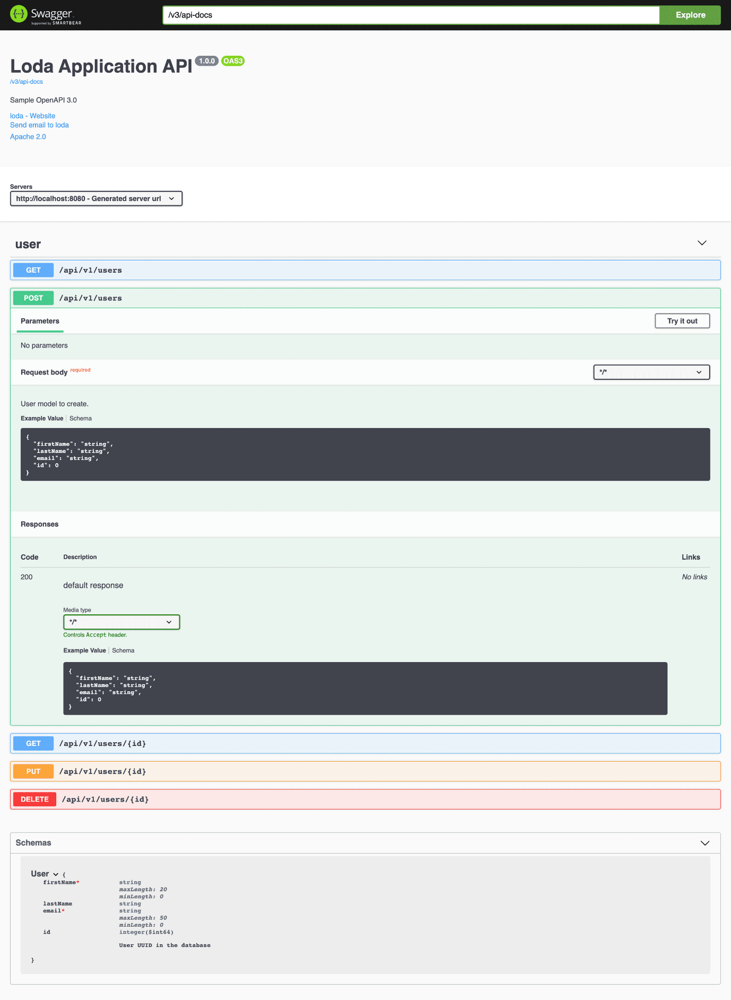 Swagger
Supported by SMARTBEAR
/v3/api-docs
Explore
Loda Application API 1.0.0 OAS3
/v3/api-docs
Sample OpenAPI 3.0
loda - Website
Send email to loda
Apache 2.0
Servers
http://localhost:8080 - Generated server url
user
GET /api/v1/users
POST /api/v1/users
Parameters
Try it out
No parameters
Request body required
*/*
User model to create.
Example Value | Schema
{
"firstName": "string",
"lastName": "string",
"email": "string",
"id": 0
}
Responses
Code Description Links
200 No links
default response
Media type
*/*
Controls Accept header.
Example Value | Schema
{
"firstName": "string",
"lastName": "string",
"email": "string",
"id": 0
}
GET /api/v1/users/{id}
PUT /api/v1/users/{id}
DELETE /api/v1/users/{id}
Schemas
User {
firstName* string
maxLength: 20
minLength: 0
lastName string
email* string
maxLength: 50
minLength: 0
id integer($int64)
User UUID in the database
}